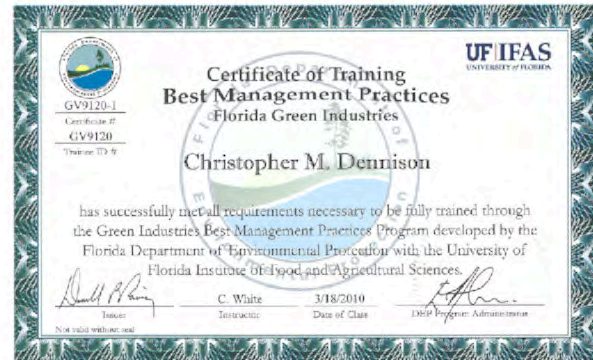 UF IFAS
UNIVERSITY of FLORIDA
Certificate of Training
Best Management Practices
Florida Green Industries
GV9120-1
Certificate #
GV9120
Trainee ID #
Christopher M. Dennison
has successfully met all requirements necessary to be fully trained through
the Green Industries Best Management Practices Program developed by the
Florida Department of Environmental Protection with the University of
Florida Institute of Food and Agricultural Sciences.
Issuer
C. White
Instructor
3/18/2010
Date of Class
DEP Program Administrator
Not valid without seal